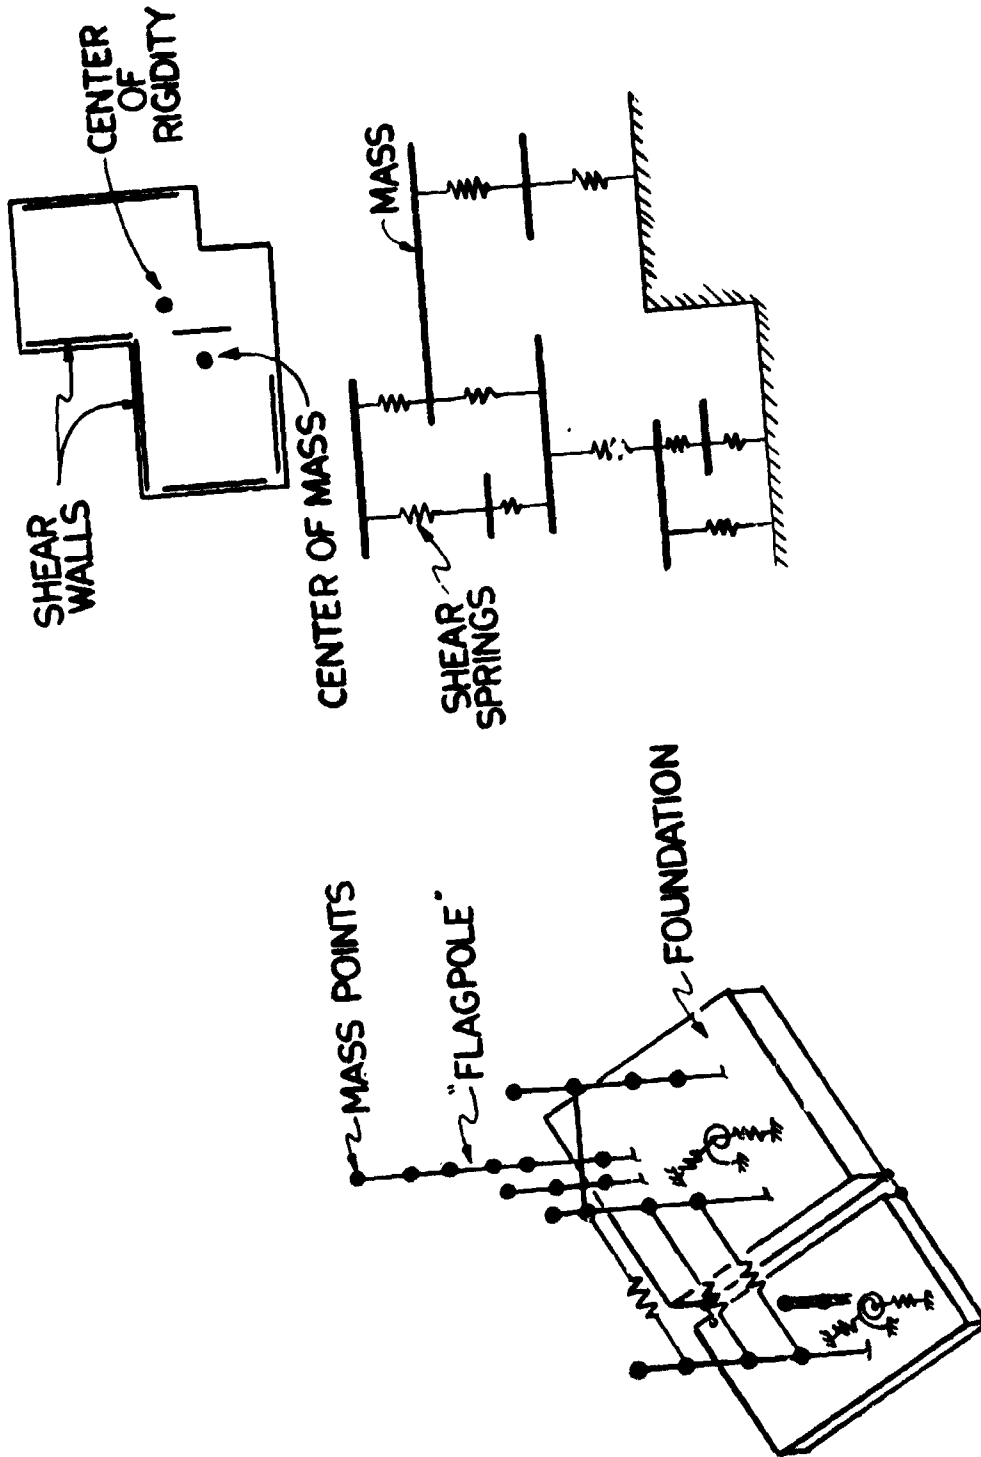 SHEAR
WALLS
CENTER
OF
RIGIDITY
CENTER OF MASS
MASS
SHEAR
SPRINGS
MASS POINTS
"FLAGPOLE"
FOUNDATION